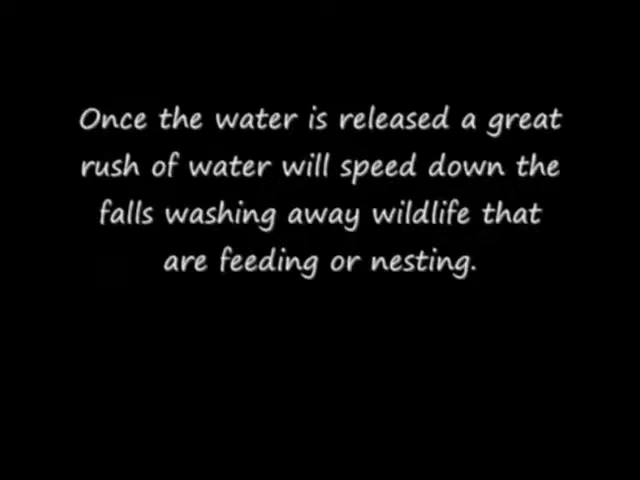 Once the water is released a great
rush of water will speed down the
falls washing away wildlife that
are feeding or nesting.